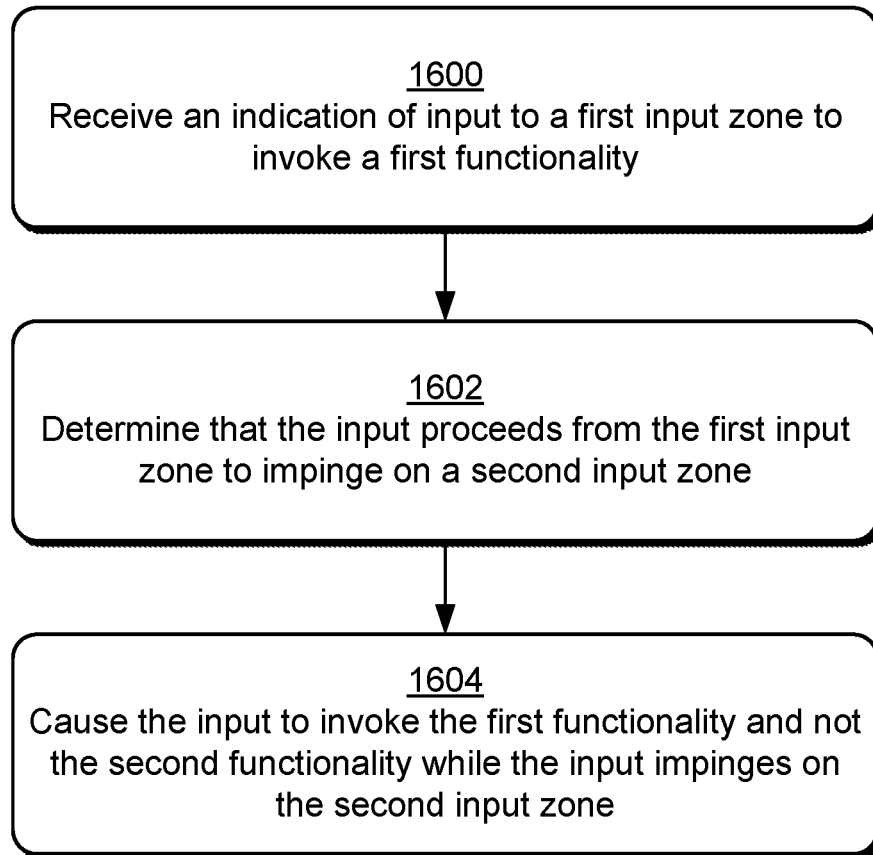 1600
Receive an indication of input to a first input zone to
invoke a first functionality
1602
Determine that the input proceeds from the first input
zone to impinge on a second input zone
1604
Cause the input to invoke the first functionality and not
the second functionality while the input impinges on
the second input zone